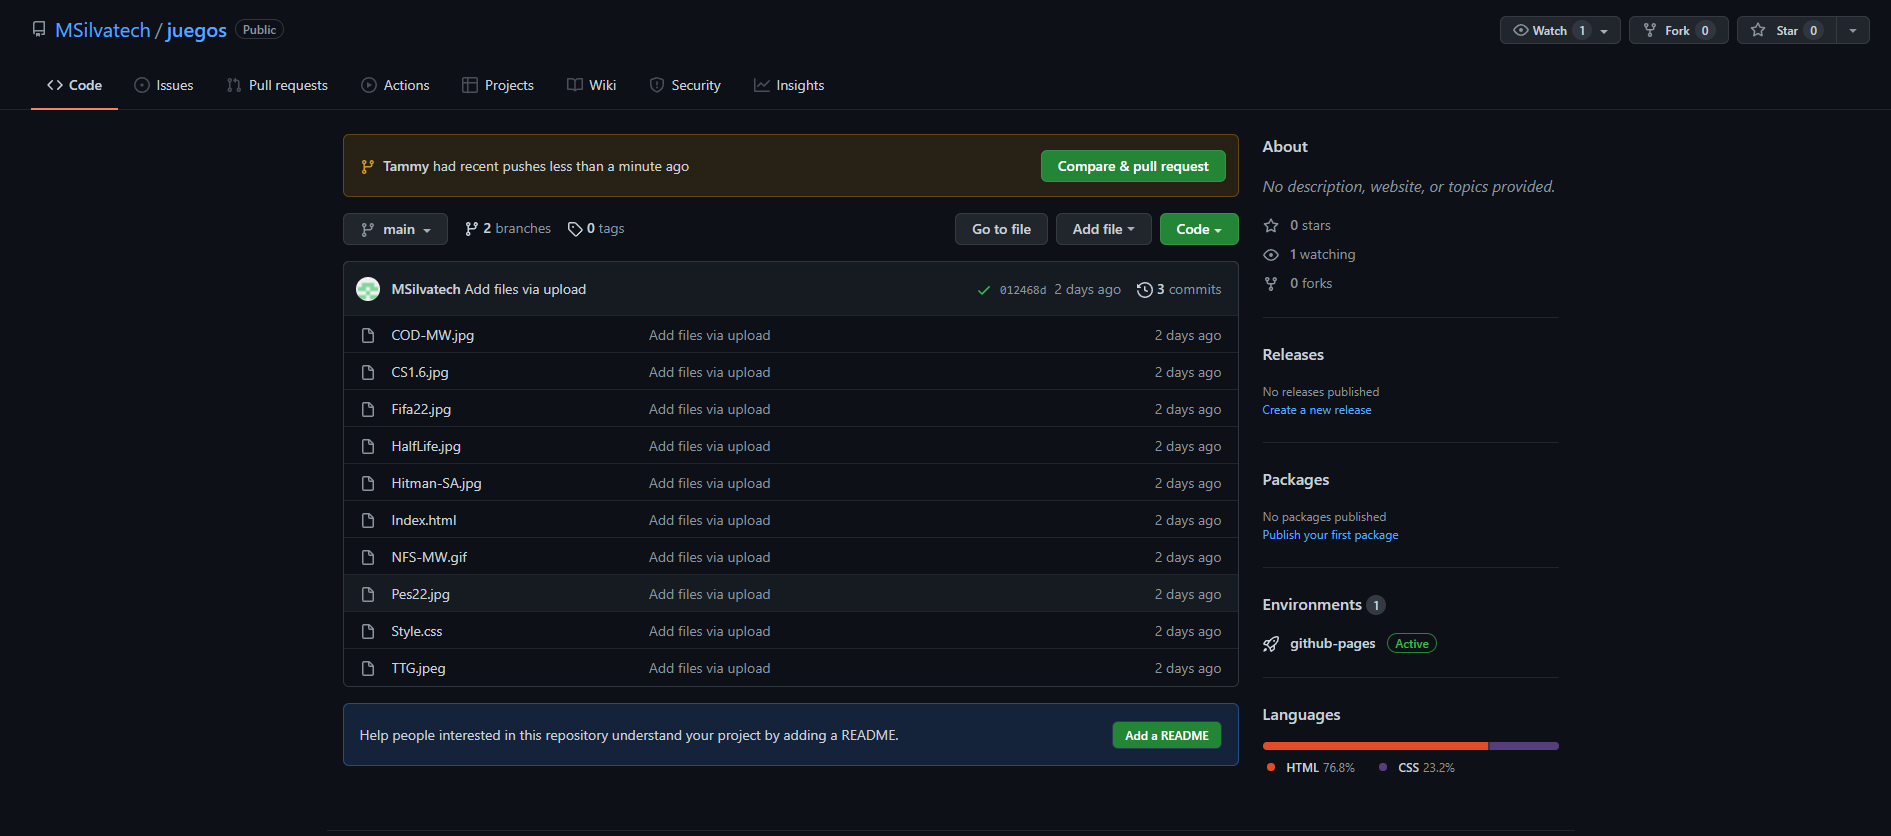 MSilvatech / juegos Public
Watch 1 Fork 0 Star 0
Code Issues Pull requests Actions Projects Wiki Security Insights
Tammy had recent pushes less than a minute ago Compare & pull request
main 2 branches 0 tags Go to file Add file Code
MSilvatech Add files via upload 012468d 2 days ago 3 commits
COD-MW.jpg Add files via upload 2 days ago
CS1.6.jpg Add files via upload 2 days ago
Fifa22.jpg Add files via upload 2 days ago
HalfLife.jpg Add files via upload 2 days ago
Hitman-SA.jpg Add files via upload 2 days ago
Index.html Add files via upload 2 days ago
NFS-MW.gif Add files via upload 2 days ago
Pes22.jpg Add files via upload 2 days ago
Style.css Add files via upload 2 days ago
TTG.jpeg Add files via upload 2 days ago
Help people interested in this repository understand your project by adding a README. Add a README
About
No description, website, or topics provided.
0 stars
1 watching
0 forks
Releases
No releases published
Create a new release
Packages
No packages published
Publish your first package
Environments 1
github-pages Active
Languages
HTML 76.8% CSS 23.2%